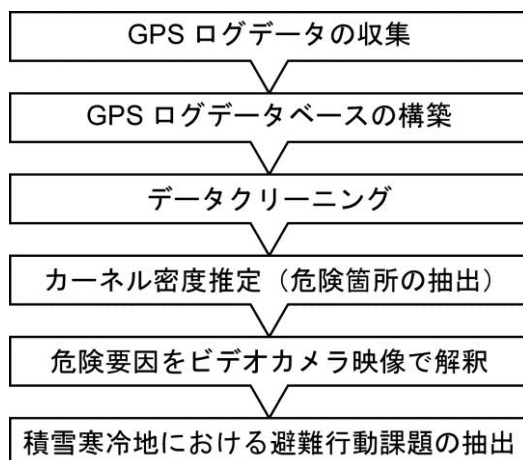 GPS ログデータの収集
GPS ログデータベースの構築
データクリーニング
カーネル密度推定（危険箇所の抽出）
危険要因をビデオカメラ映像で解釈
積雪寒冷地における避難行動課題の抽出